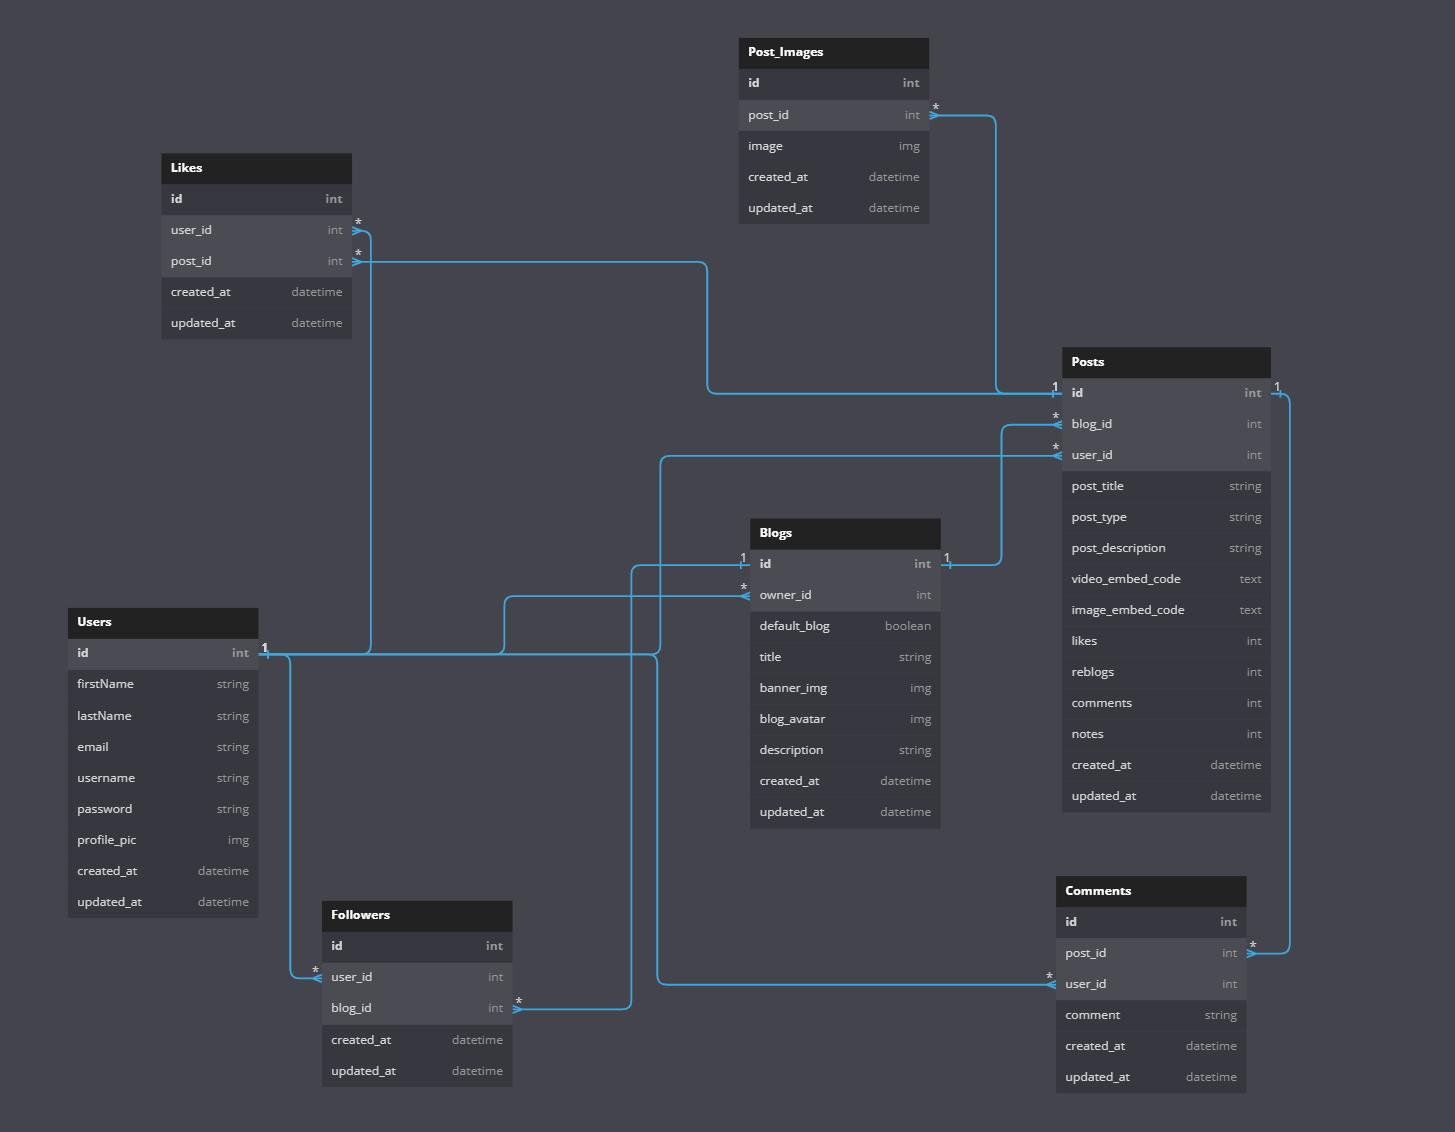 Post_Images
id int
post_id int *
image img
created_at datetime
updated_at datetime
Likes
id int
user_id int *
post_id int *
created_at datetime
updated_at datetime
Posts
1 id int 1
* blog_id int
* user_id int
post_title string
post_type string
post_description string
video_embed_code text
image_embed_code text
likes int
reblogs int
comments int
notes int
created_at datetime
updated_at datetime
Blogs
1 id int 1
* owner_id int
default_blog boolean
title string
banner_img img
blog_avatar img
description string
created_at datetime
updated_at datetime
Users
id int 1
firstName string
lastName string
email string
username string
password string
profile_pic img
created_at datetime
updated_at datetime
Followers
id int
* user_id int
blog_id int *
created_at datetime
updated_at datetime
Comments
id int
post_id int *
* user_id int
comment string
created_at datetime
updated_at datetime